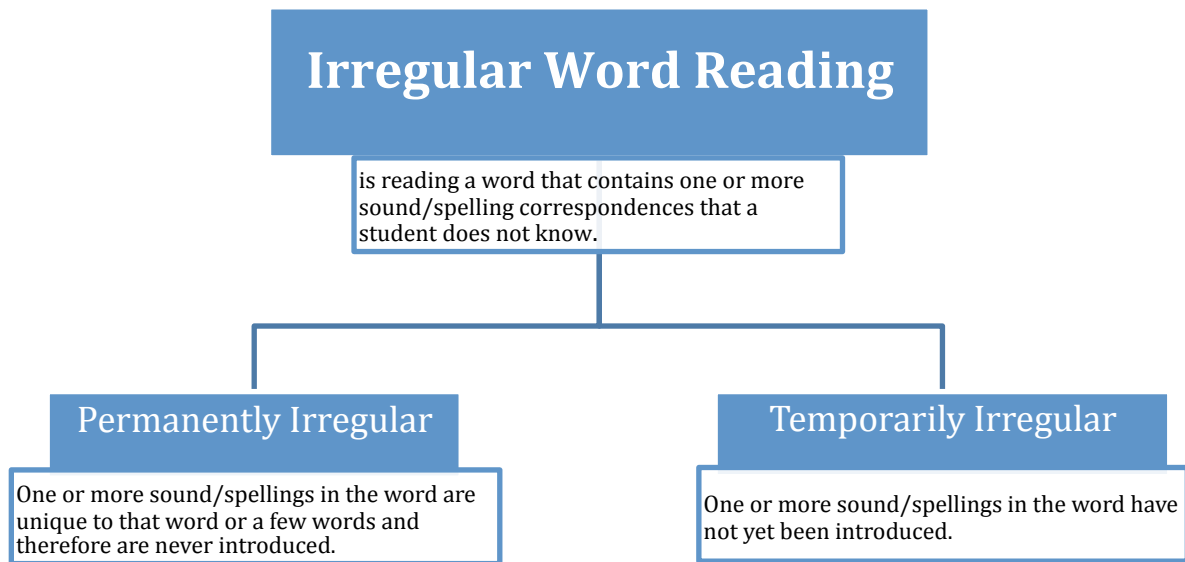 Irregular Word Reading
is reading a word that contains one or more
sound/spelling correspondences that a
student does not know.
Permanently Irregular
One or more sound/spellings in the word are
unique to that word or a few words and
therefore are never introduced.
Temporarily Irregular
One or more sound/spellings in the word have
not yet been introduced.